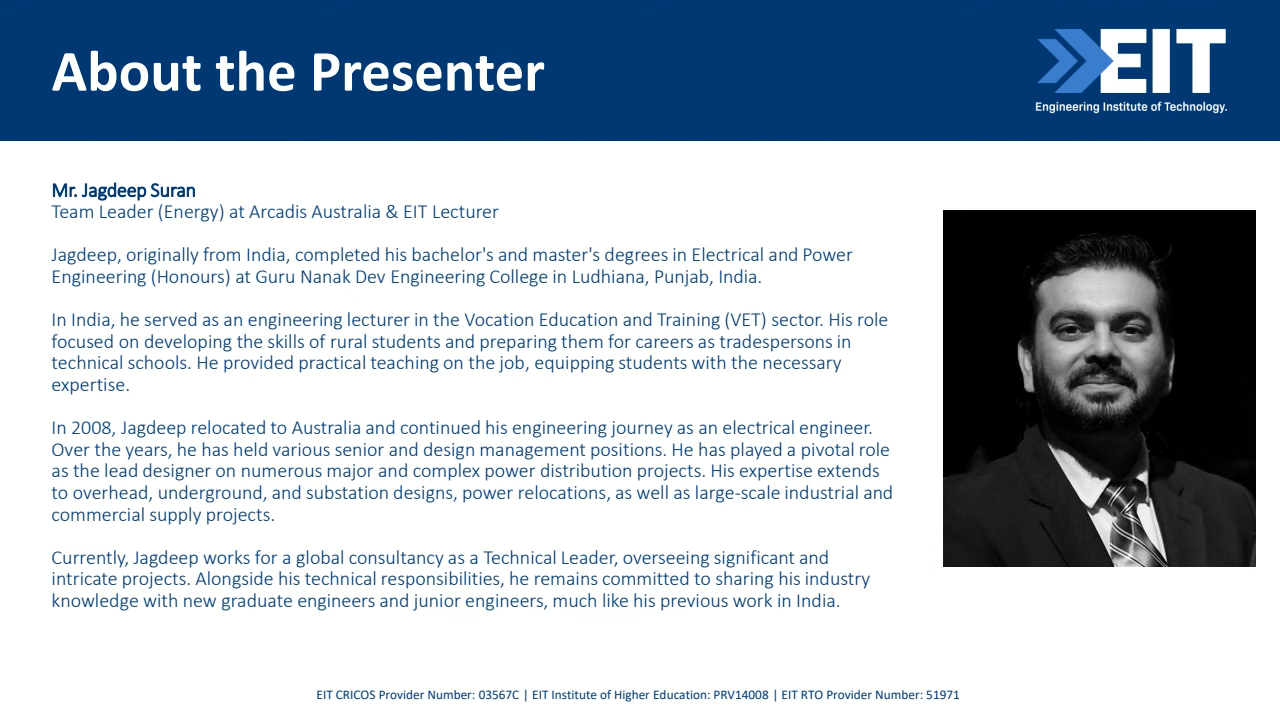 About the Presenter
EIT
Engineering Institute of Technology.
Mr. Jagdeep Suran
Team Leader (Energy) at Arcadis Australia & EIT Lecturer
Jagdeep, originally from India, completed his bachelor's and master's degrees in Electrical and Power
Engineering (Honours) at Guru Nanak Dev Engineering College in Ludhiana, Punjab, India.
In India, he served as an engineering lecturer in the Vocation Education and Training (VET) sector. His role
focused on developing the skills of rural students and preparing them for careers as tradespersons in
technical schools. He provided practical teaching on the job, equipping students with the necessary
expertise.
In 2008, Jagdeep relocated to Australia and continued his engineering journey as an electrical engineer.
Over the years, he has held various senior and design management positions. He has played a pivotal role
as the lead designer on numerous major and complex power distribution projects. His expertise extends
to overhead, underground, and substation designs, power relocations, as well as large-scale industrial and
commercial supply projects.
Currently, Jagdeep works for a global consultancy as a Technical Leader, overseeing significant and
intricate projects. Alongside his technical responsibilities, he remains committed to sharing his industry
knowledge with new graduate engineers and junior engineers, much like his previous work in India.
EIT CRICOS Provider Number: 03567C | EIT Institute of Higher Education: PRV14008 | EIT RTO Provider Number: 51971